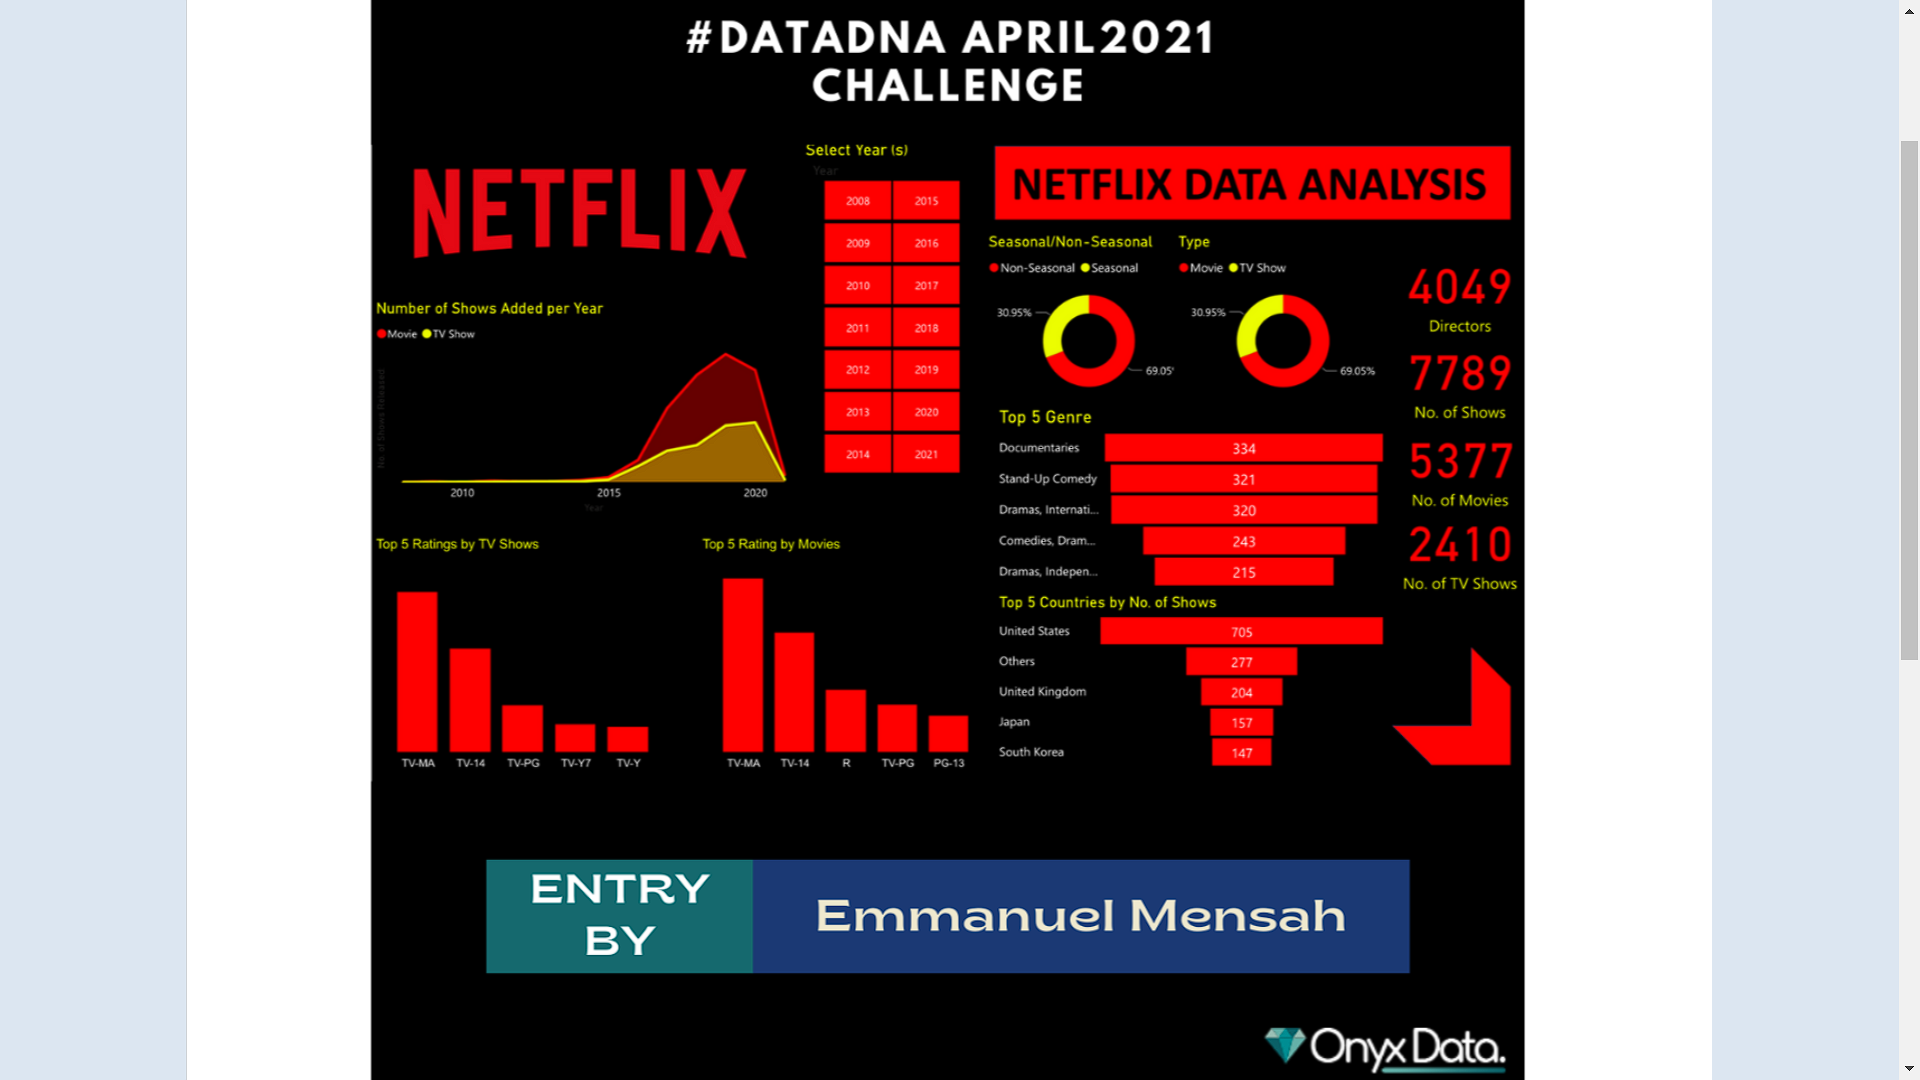 #DATADNA APRIL2021
CHALLENGE
NETFLIX
Select Year (s)
Year
2008 2015
2009 2016
2010 2017
2011 2018
2012 2019
2013 2020
2014 2021
NETFLIX DATA ANALYSIS
Number of Shows Added per Year
Movie TV Show
No. of Shows Released
2010 2015 2020
Year
Seasonal/Non-Seasonal
Non-Seasonal Seasonal
30.95%
69.05
Type
Movie TV Show
30.95%
69.05%
4049
Directors
7789
No. of Shows
5377
No. of Movies
2410
No. of TV Shows
Top 5 Genre
Documentaries 334
Stand-Up Comedy 321
Dramas, Internati... 320
Comedies, Dram... 243
Dramas, Indepen... 215
Top 5 Countries by No. of Shows
United States 705
Others 277
United Kingdom 204
Japan 157
South Korea 147
Top 5 Ratings by TV Shows
TV-MA TV-14 TV-PG TV-Y7 TV-Y
Top 5 Rating by Movies
TV-MA TV-14 R TV-PG PG-13
ENTRY
BY
Emmanuel Mensah
Onyx Data.